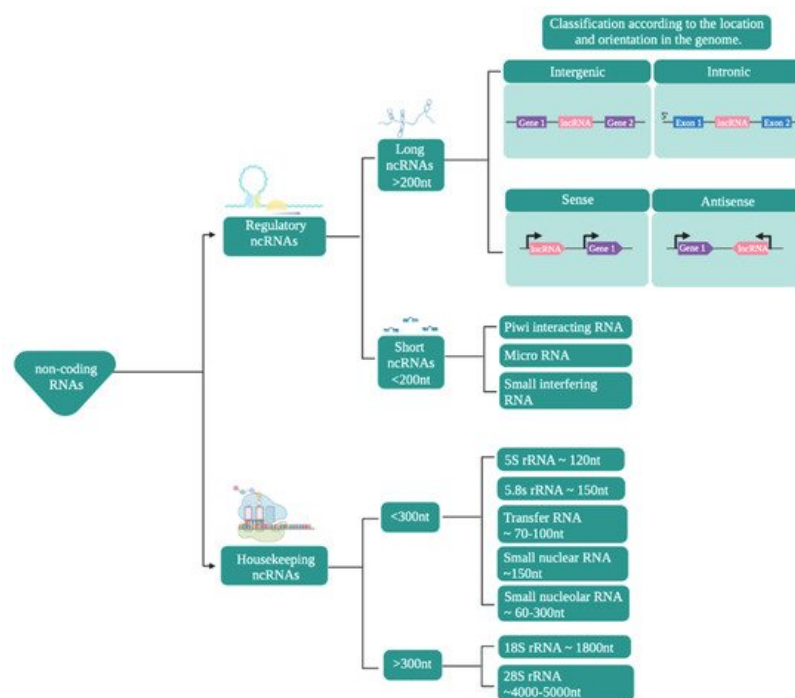 Classification according to the location
and orientation in the genome.
Intergenic
Intronic
Gene 1
lncRNA
Gene 2
5'
Exon 1
lncRNA
Exon 2
Long
ncRNAs
>200nt
Sense
Antisense
lncRNA
Gene 1
Gene 1
lncRNA
Regulatory
ncRNAs
non-coding
RNAs
Short
ncRNAs
<200nt
Piwi interacting RNA
Micro RNA
Small interfering
RNA
Housekeeping
ncRNAs
<300nt
5S rRNA ~ 120nt
5.8s rRNA ~ 150nt
Transfer RNA
~ 70-100nt
Small nuclear RNA
~150nt
Small nucleolar RNA
~ 60-300nt
>300nt
18S rRNA ~ 1800nt
28S rRNA
~4000-5000nt